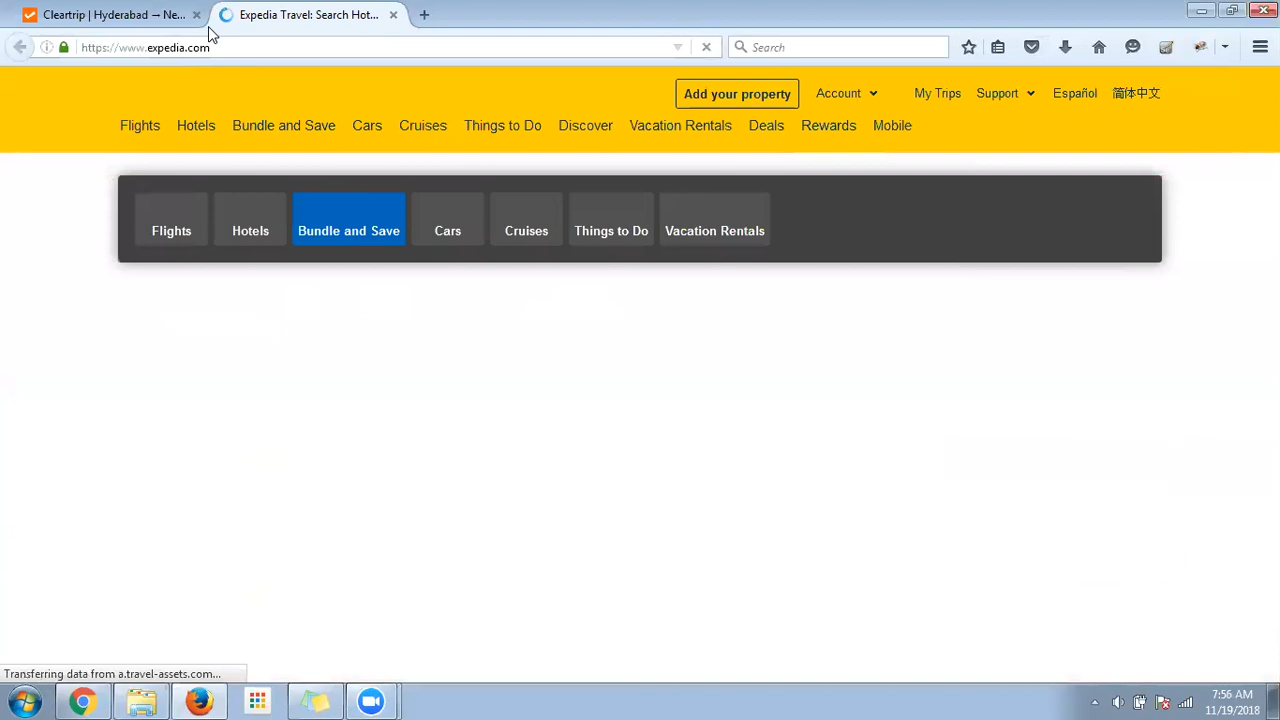 Cleartrip | Hyderabad → Ne...
Expedia Travel: Search Hot...
https://www.expedia.com
Search
Add your property
Account
My Trips
Support
Español
简体中文
Flights
Hotels
Bundle and Save
Cars
Cruises
Things to Do
Discover
Vacation Rentals
Deals
Rewards
Mobile
Flights
Hotels
Bundle and Save
Cars
Cruises
Things to Do
Vacation Rentals
Transferring data from a.travel-assets.com...
7:56 AM
11/19/2018